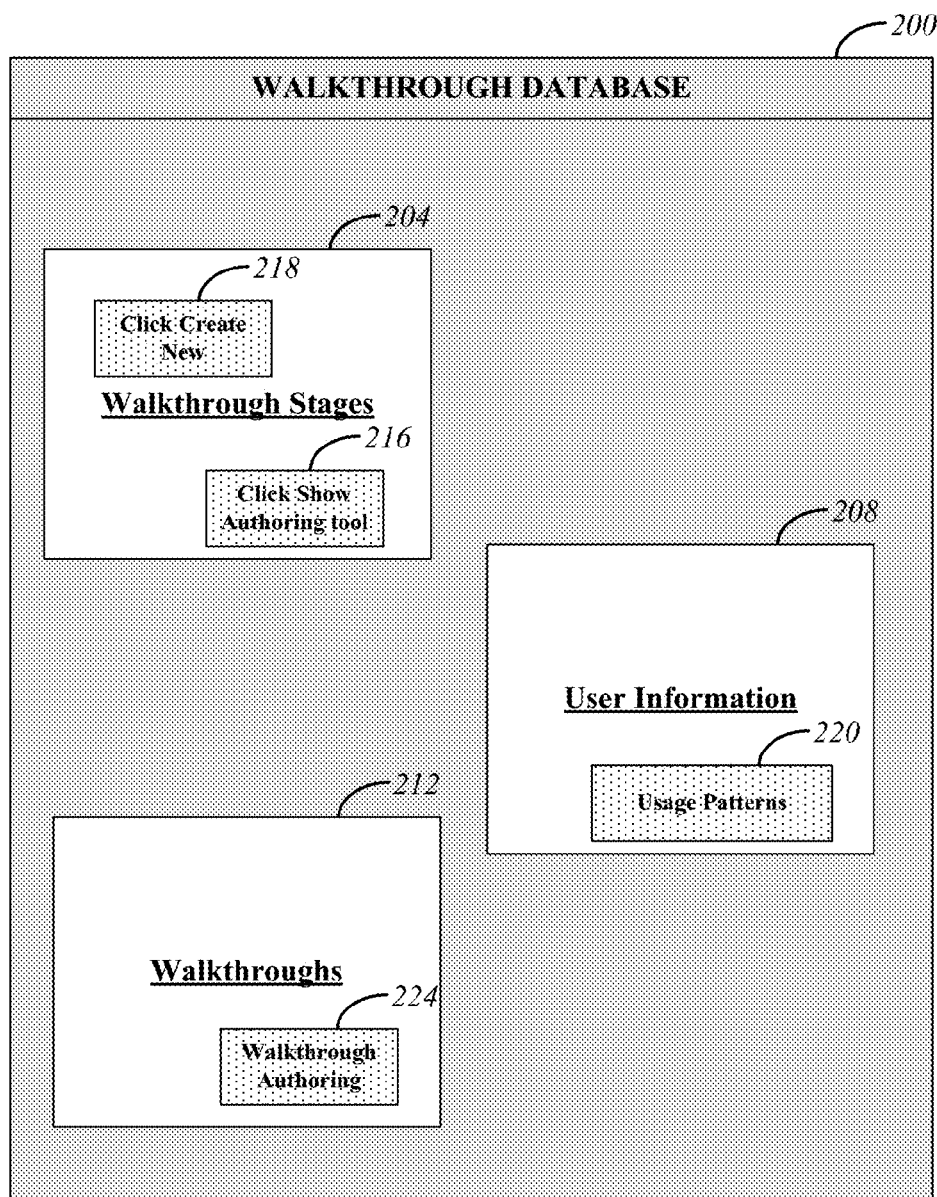 200
WALKTHROUGH DATABASE
204
218
Click Create
New
Walkthrough Stages
216
Click Show
Authoring tool
208
User Information
220
Usage Patterns
212
Walkthroughs
224
Walkthrough
Authoring